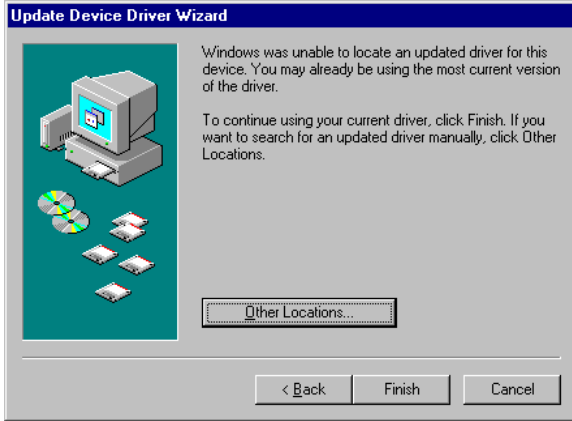 Update Device Driver Wizard
Windows was unable to locate an updated driver for this
device. You may already be using the most current version
of the driver.
To continue using your current driver, click Finish. If you
want to search for an updated driver manually, click Other
Locations.
Other Locations...
< Back
Finish
Cancel